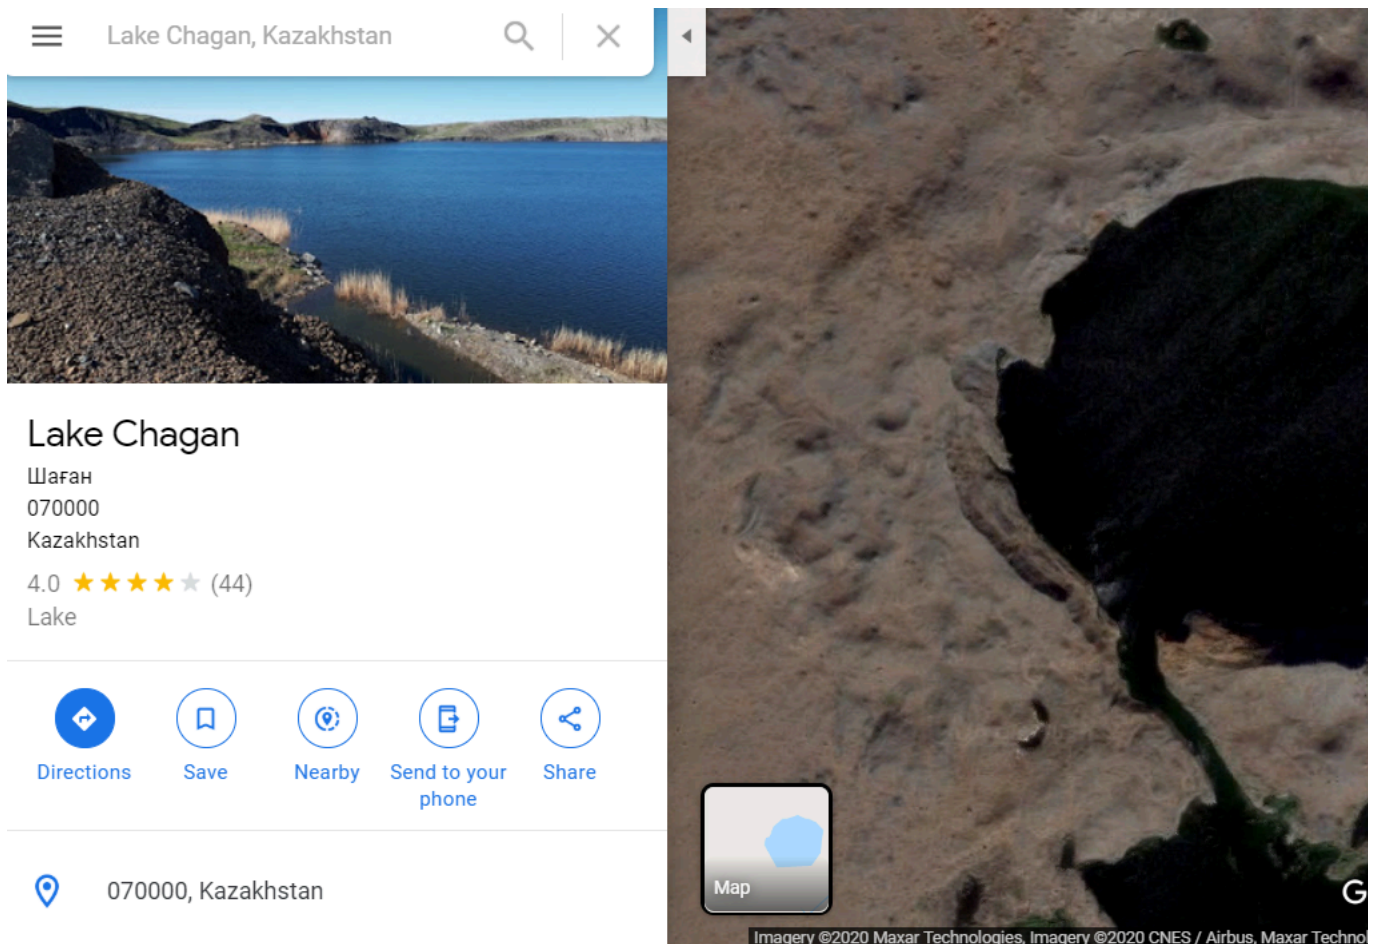 Lake Chagan, Kazakhstan
Lake Chagan
Шаған
070000
Kazakhstan
4.0 (44)
Lake
Directions
Save
Nearby
Send to your
phone
Share
070000, Kazakhstan
Map
G
Imagery ©2020 Maxar Technologies, Imagery ©2020 CNES / Airbus, Maxar Technol